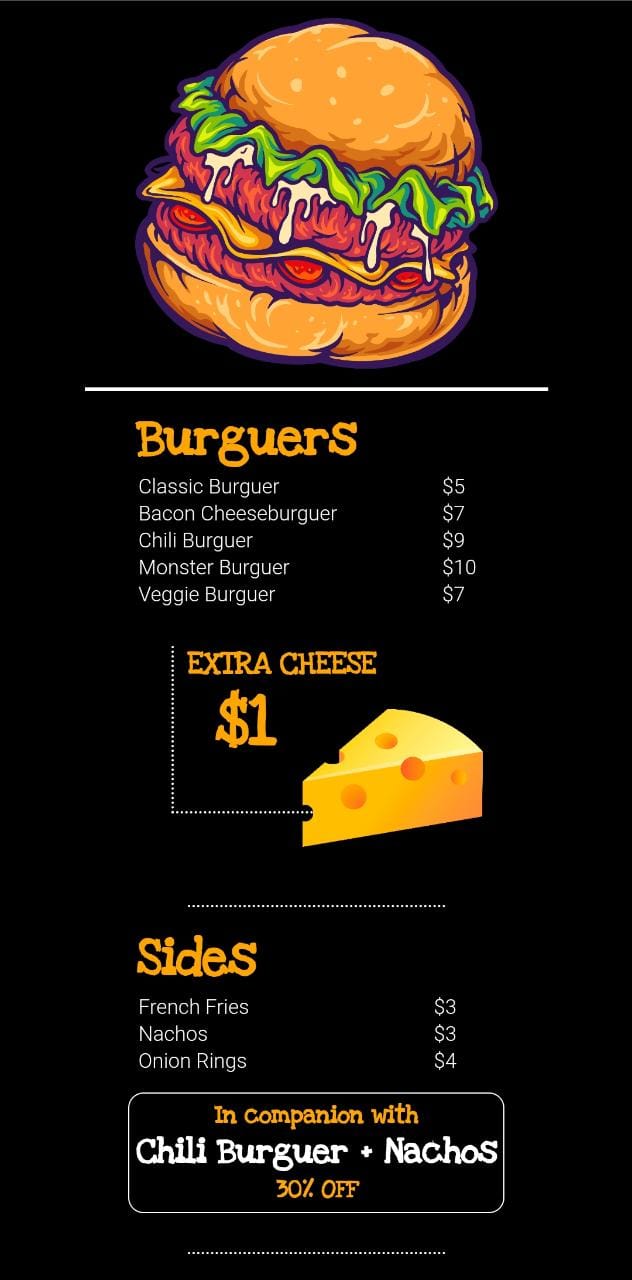 Burguers
Classic Burguer $5
Bacon Cheeseburguer $7
Chili Burguer $9
Monster Burguer $10
Veggie Burguer $7
EXTRA CHEESE
$1
Sides
French Fries $3
Nachos $3
Onion Rings $4
In companion with
Chili Burguer + Nachos
30% OFF